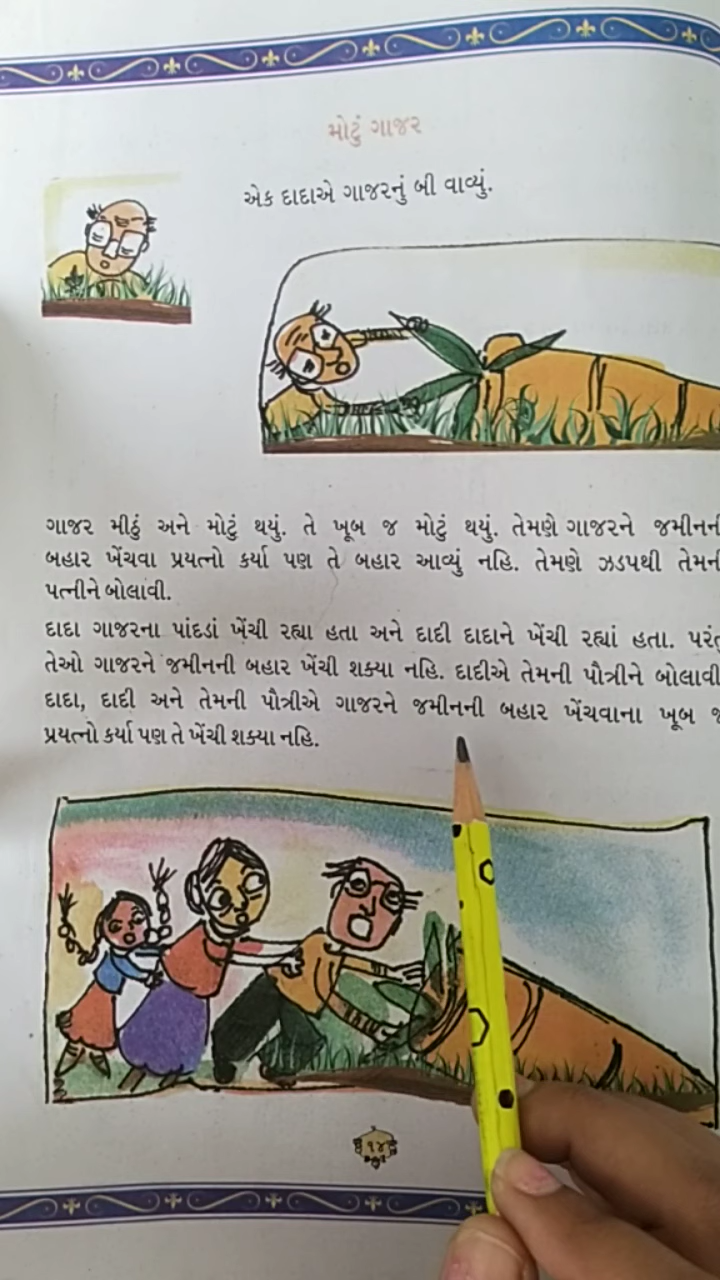 મોટું ગાજર
એક દાદાએ ગાજરનું બી વાવ્યું.
ગાજર મીઠું અને મોટું થયું. તે ખૂબ જ મોટું થયું. તેમણે ગાજરને જમીનની
બહાર ખેંચવા પ્રયત્નો કર્યા પણ તે બહાર આવ્યું નહિ. તેમણે ઝડપથી તેમની
પત્નીને બોલાવી.
દાદા ગાજરના પાંદડાં ખેંચી રહ્યા હતા અને દાદી દાદાને ખેંચી રહ્યાં હતા.
તેઓ ગાજરને જમીનની બહાર ખેંચી શક્યા નહિ. દાદીએ તેમની પૌત્રીને બોલાવી
દાદા, દાદી અને તેમની પૌત્રીએ ગાજરને જમીનની બહાર ખેંચવાના ખૂબ
પ્રયત્નો કર્યા પણ તે ખેંચી શક્યા નહિ.
૧૪